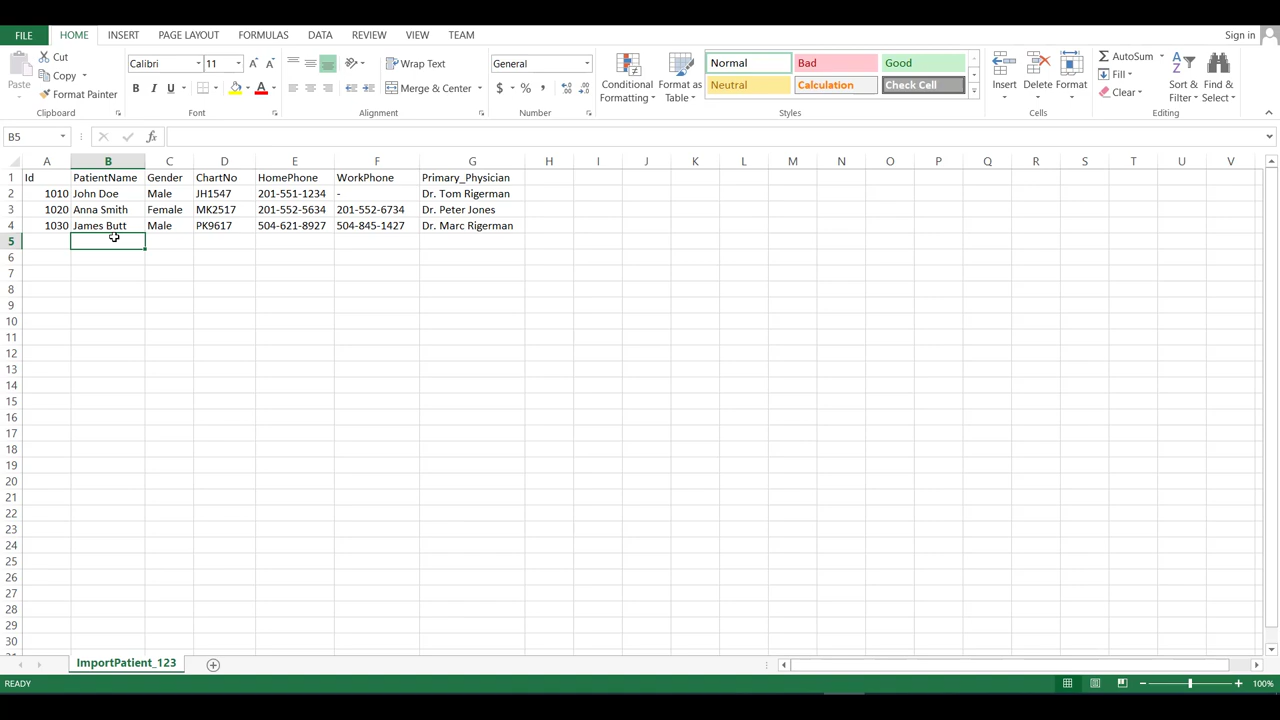 FILE HOME INSERT PAGE LAYOUT FORMULAS DATA REVIEW VIEW TEAM Sign in
Paste Cut
Copy
Format Painter
Clipboard
Calibri 11 A A
B I U A
Font
Wrap Text
Merge & Center
Alignment
General
$ % ,
Number
Conditional Formatting
Format as Table
Normal Bad Good
Neutral Calculation Check Cell
Styles
Insert Delete Format
Cells
AutoSum
Fill
Clear
Sort & Filter
Find & Select
Editing
B5 fx
A B C D E F G H I J K L M N O P Q R S T U V
1 Id PatientName Gender ChartNo HomePhone WorkPhone Primary_Physician
2 1010 John Doe Male JH1547 201-551-1234 - Dr. Tom Rigerman
3 1020 Anna Smith Female MK2517 201-552-5634 201-552-6734 Dr. Peter Jones
4 1030 James Butt Male PK9617 504-621-8927 504-845-1427 Dr. Marc Rigerman
5
6
7
8
9
10
11
12
13
14
15
16
17
18
19
20
21
22
23
24
25
26
27
28
29
30
ImportPatient_123
READY 100%